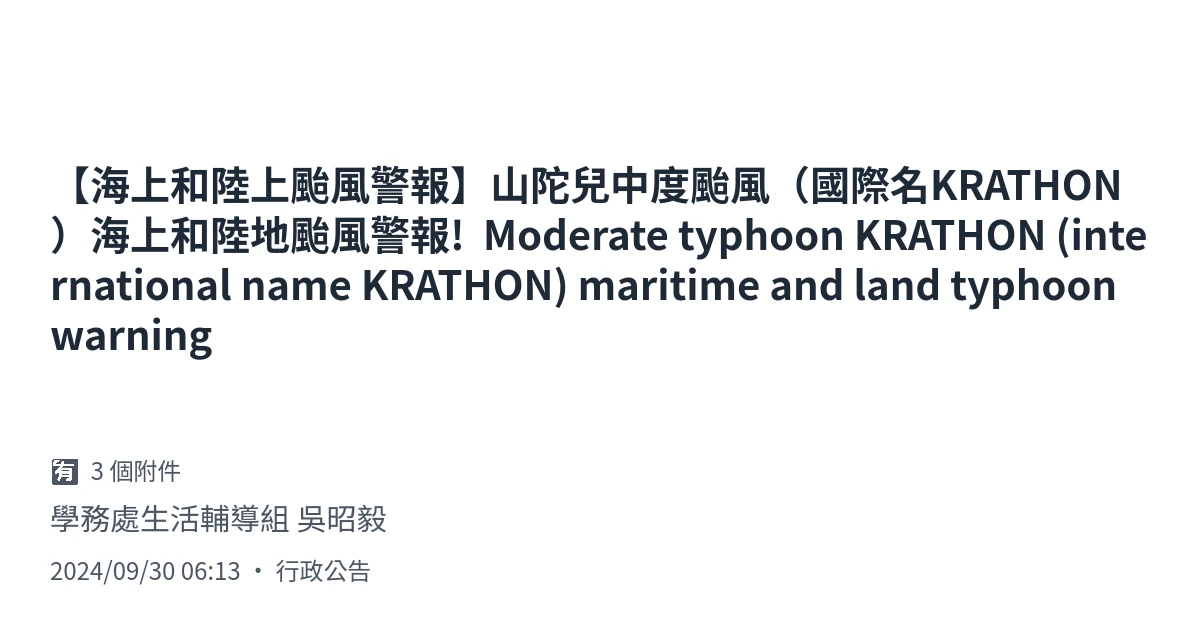 【海上和陸上颱風警報】山陀兒中度颱風（國際名KRATHON
）海上和陸地颱風警報!  Moderate typhoon KRATHON (inte
rnational name KRATHON) maritime and land typhoon
warning
🈶 3 個附件
學務處生活輔導組 吳昭毅
2024/09/30 06:13 • 行政公告